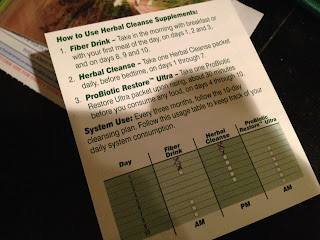 How to Use Herbal Cleanse Supplements:
1. Fiber Drink – Take in the morning with breakfast or
with your first meal of the day, on days 1, 2 and 3,
and on days 8, 9 and 10.
2. Herbal Cleanse – Take one Herbal Cleanse packet
daily, before bedtime, on days 1 through 7.
3. ProBiotic Restore™ Ultra – Take one ProBiotic
Restore Ultra packet upon rising, about 30 minutes
before you consume any food, on days 4 through 10.
System Use: Every three months, follow the 10-day
cleansing plan. Follow this usage table to keep track of your
daily system consumption.
Day
Fiber
Drink
Herbal
Cleanse
ProBiotic
Restore™ Ultra
AM
PM
AM